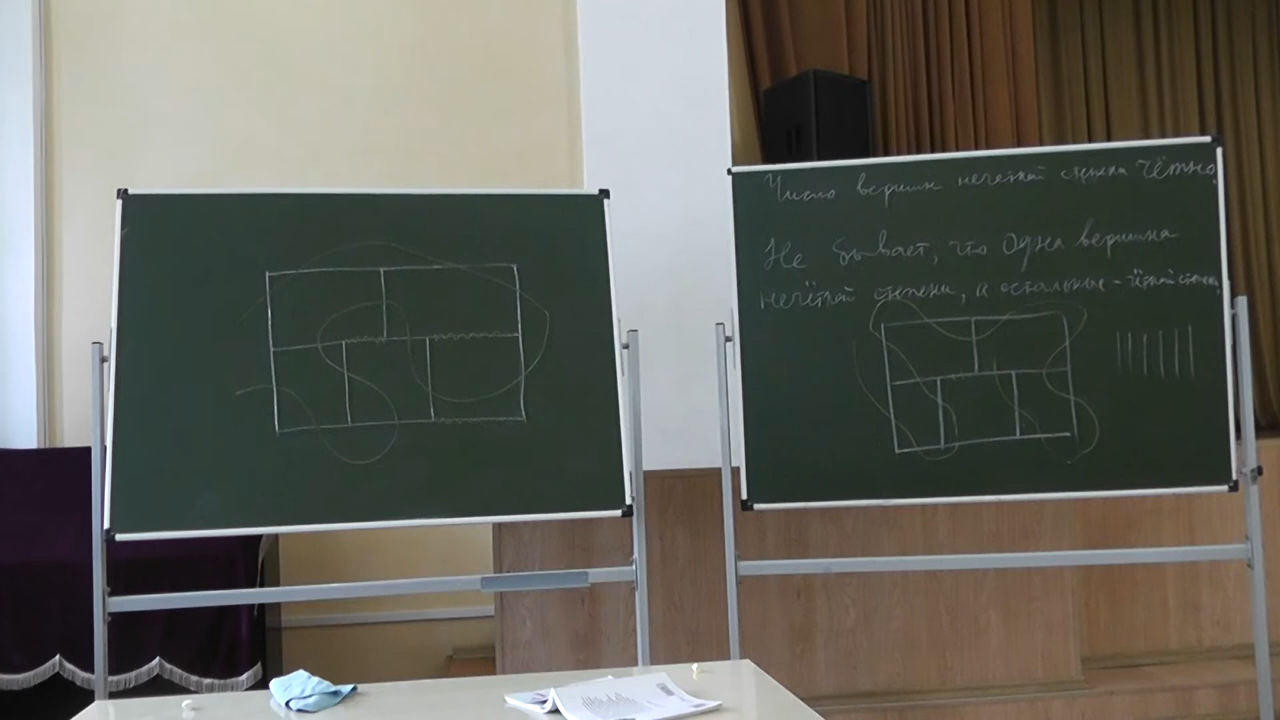 Число вершин нечётной степени чётно.
Не бывает, что одна вершина
нечётной степени, а остальные – чётной степени.